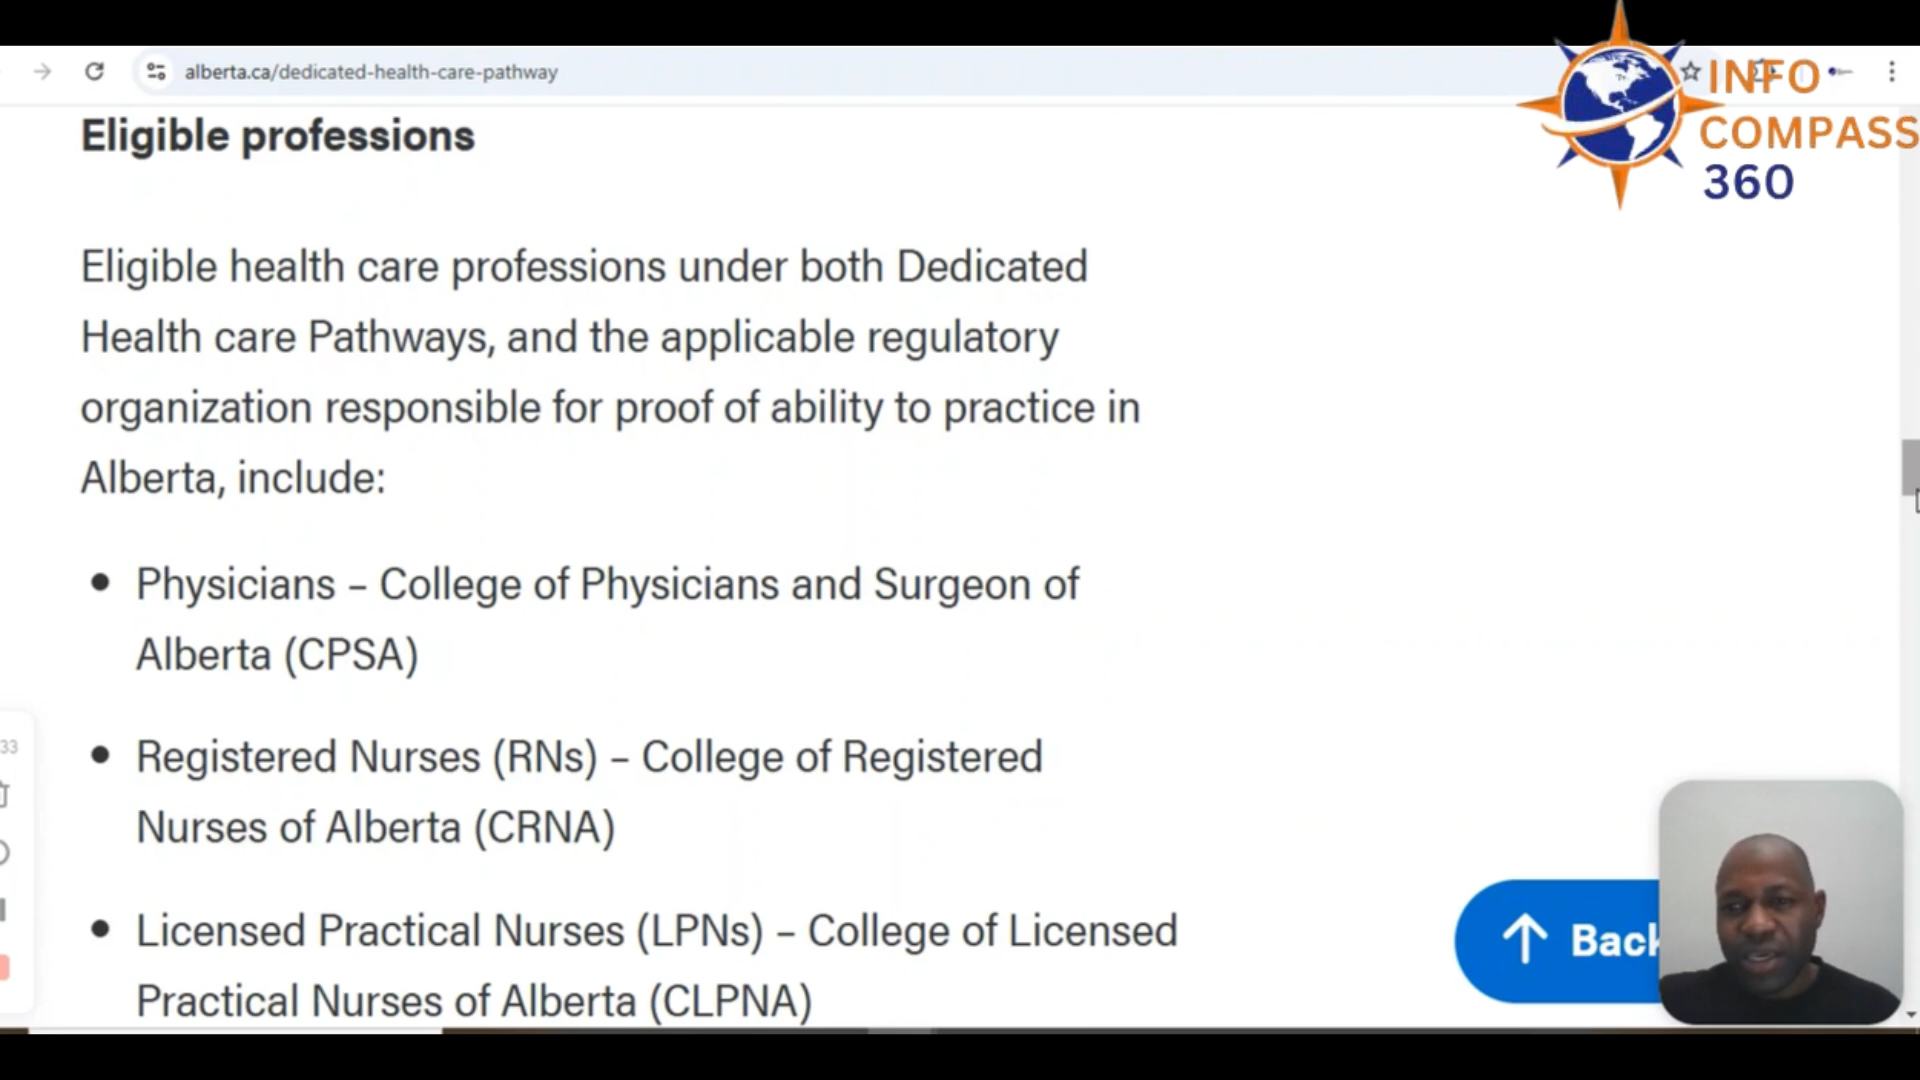 alberta.ca/dedicated-health-care-pathway
INFO
COMPASS
360
Eligible professions
Eligible health care professions under both Dedicated
Health care Pathways, and the applicable regulatory
organization responsible for proof of ability to practice in
Alberta, include:
Physicians – College of Physicians and Surgeon of
Alberta (CPSA)
Registered Nurses (RNs) – College of Registered
Nurses of Alberta (CRNA)
Licensed Practical Nurses (LPNs) – College of Licensed
Practical Nurses of Alberta (CLPNA)
33
Back